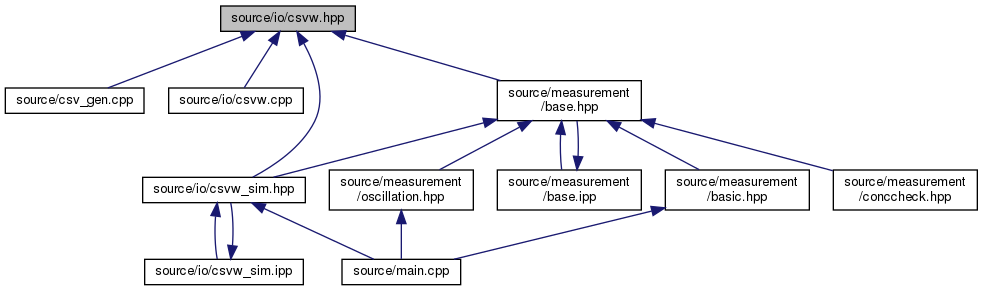 source/io/csvw.hpp
source/csv_gen.cpp
source/io/csvw.cpp
source/measurement
/base.hpp
source/io/csvw_sim.hpp
source/measurement
/oscillation.hpp
source/measurement
/base.ipp
source/measurement
/basic.hpp
source/measurement
/conccheck.hpp
source/io/csvw_sim.ipp
source/main.cpp